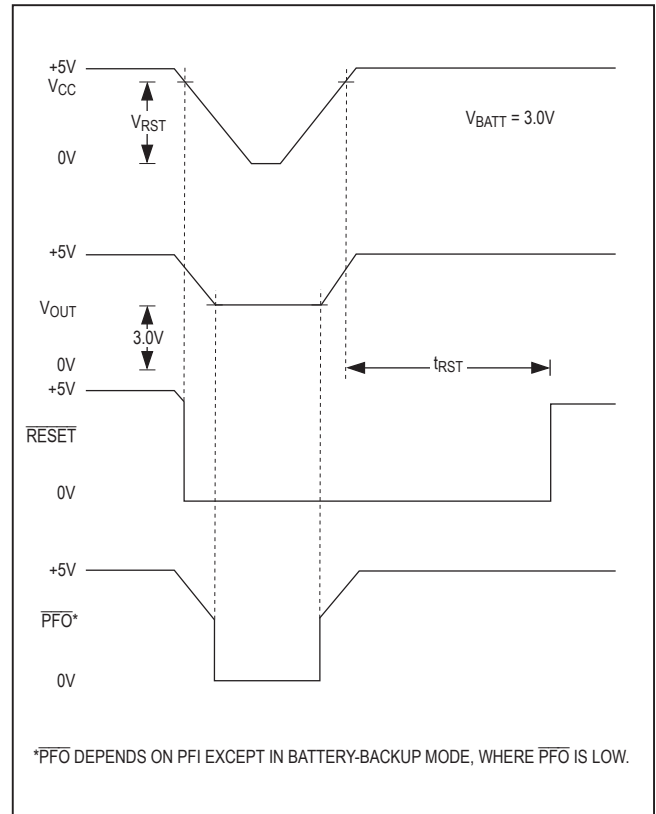 +5V
VCC
VRST
0V
VBATT = 3.0V
+5V
VOUT
3.0V
0V
tRST
+5V
RESET
0V
+5V
PFO*
0V
*PFO DEPENDS ON PFI EXCEPT IN BATTERY-BACKUP MODE, WHERE PFO IS LOW.